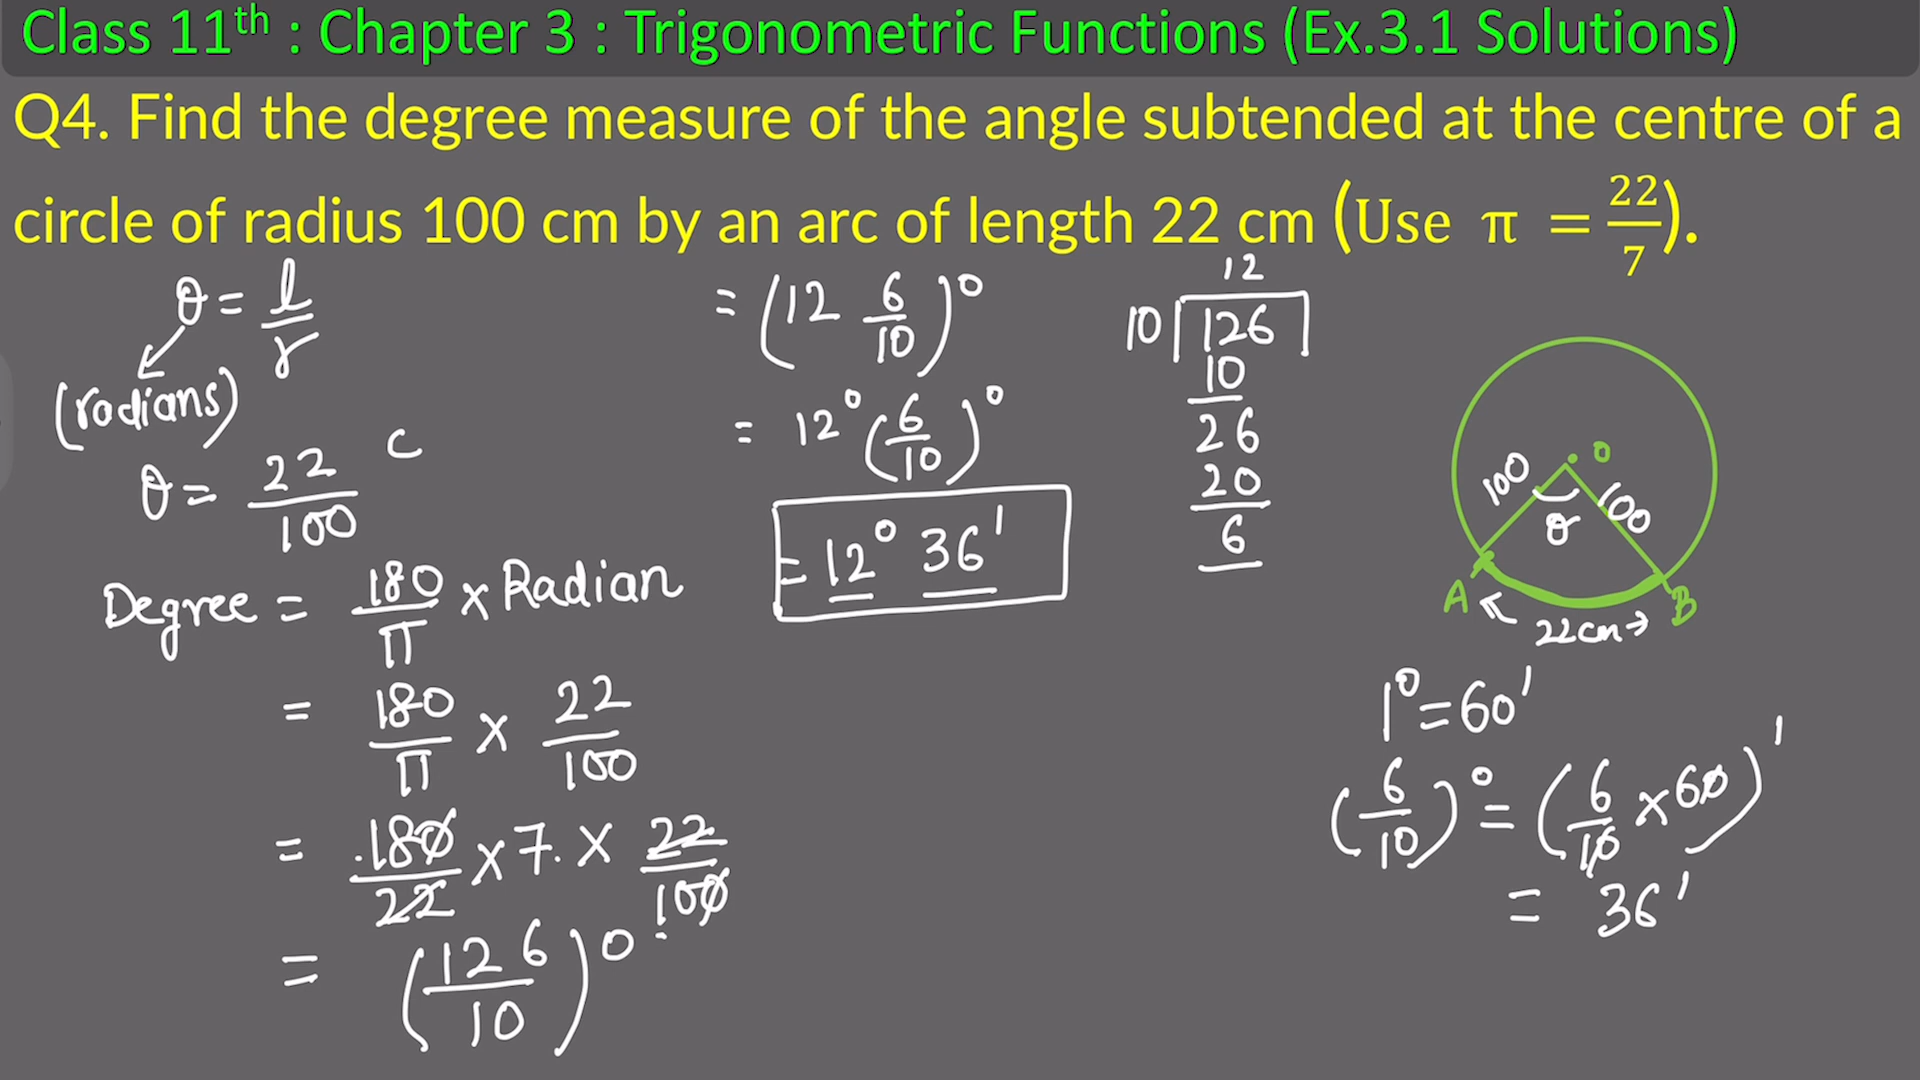 Class 11th : Chapter 3 : Trigonometric Functions (Ex.3.1 Solutions)
Q4. Find the degree measure of the angle subtended at the centre of a
circle of radius 100 cm by an arc of length 22 cm (Use π = 22/7).
θ = l/r
(radians)
θ = 22/100 c
Degree = 180/π × Radian
= 180/π × 22/100
= 180/22 × 7 × 22/100
= (126/10)°
= (12 6/10)°
= 12° (6/10)°
= 12° 36'
12
10 126
10
26
20
6
O
100
100
θ
A
B
22cm
1° = 60'
(6/10)° = (6/10 × 60)'
= 36'